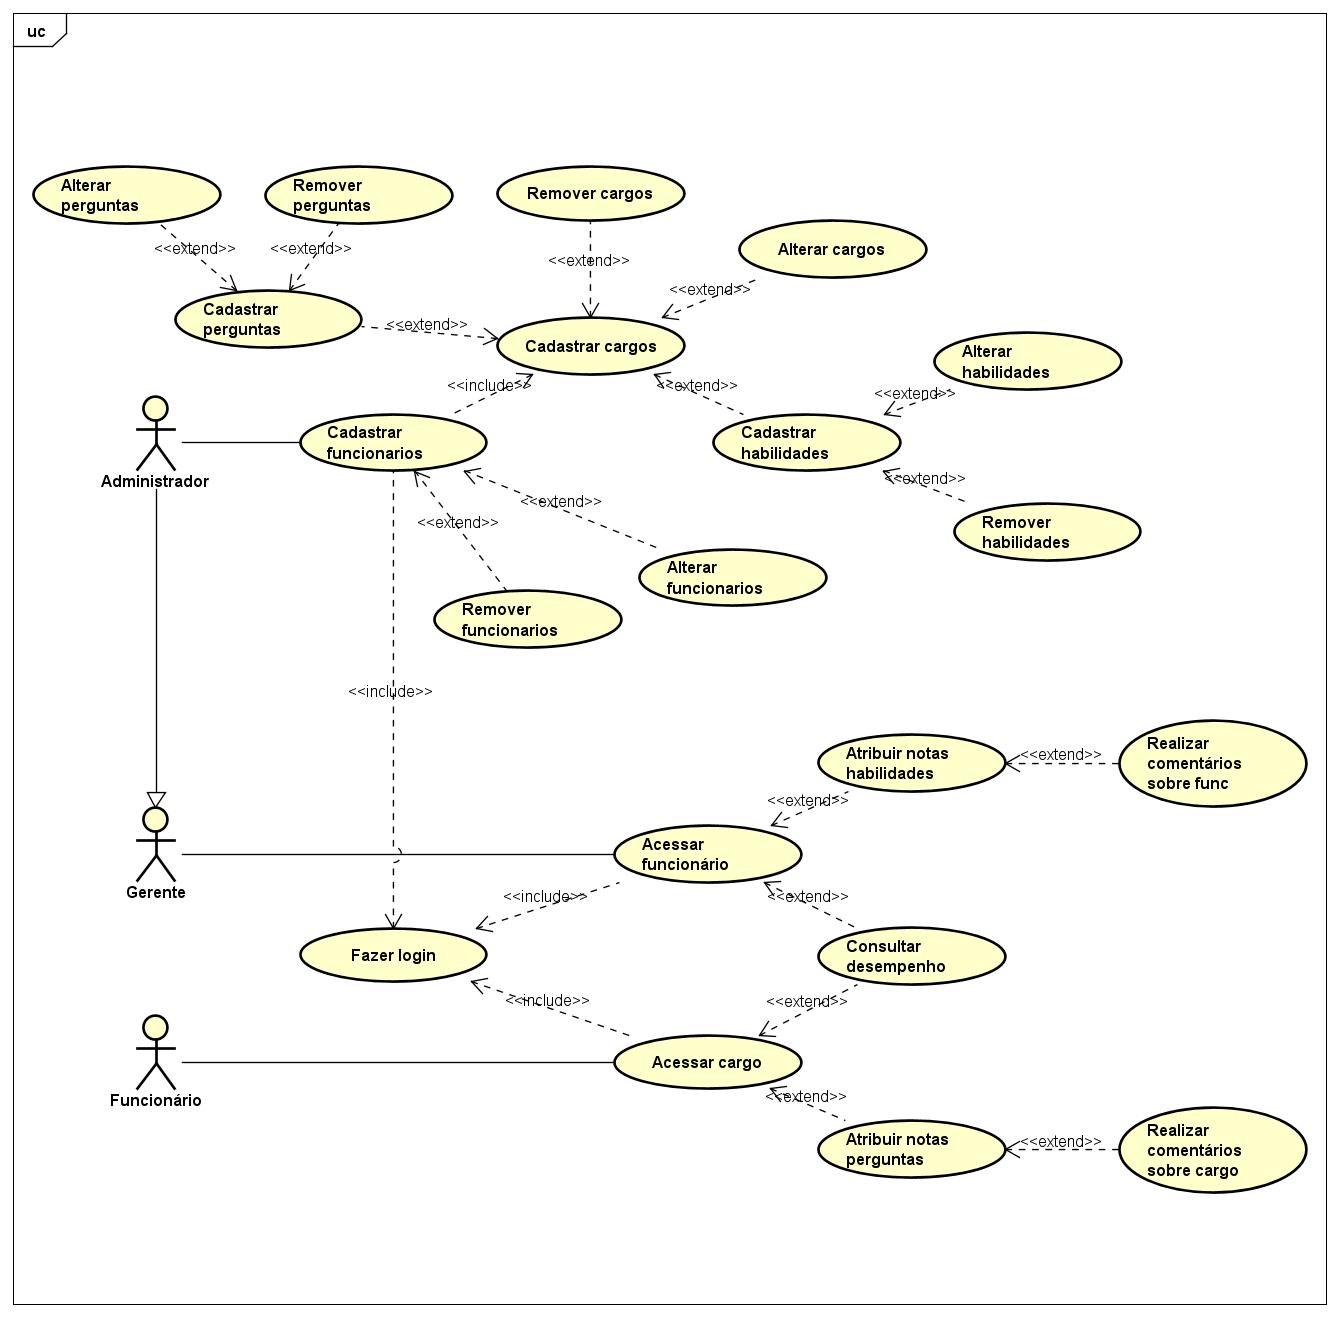 uc
Alterar
perguntas
Remover
perguntas
Remover cargos
Alterar cargos
<<extend>>
<<extend>>
<<extend>>
<<extend>>
Cadastrar
perguntas
<<extend>>
Cadastrar cargos
Alterar
habilidades
<<include>>
<<extend>>
<<extend>>
Cadastrar
funcionarios
Cadastrar
habilidades
Administrador
<<extend>>
<<extend>>
<<extend>>
Remover
habilidades
Alterar
funcionarios
Remover
funcionarios
<<include>>
Atribuir notas
habilidades
<<extend>>
Realizar
comentários
sobre func
<<extend>>
Acessar
funcionário
Gerente
<<include>>
<<extend>>
Fazer login
Consultar
desempenho
<<include>>
<<extend>>
Acessar cargo
Funcionário
<<extend>>
Atribuir notas
perguntas
<<extend>>
Realizar
comentários
sobre cargo